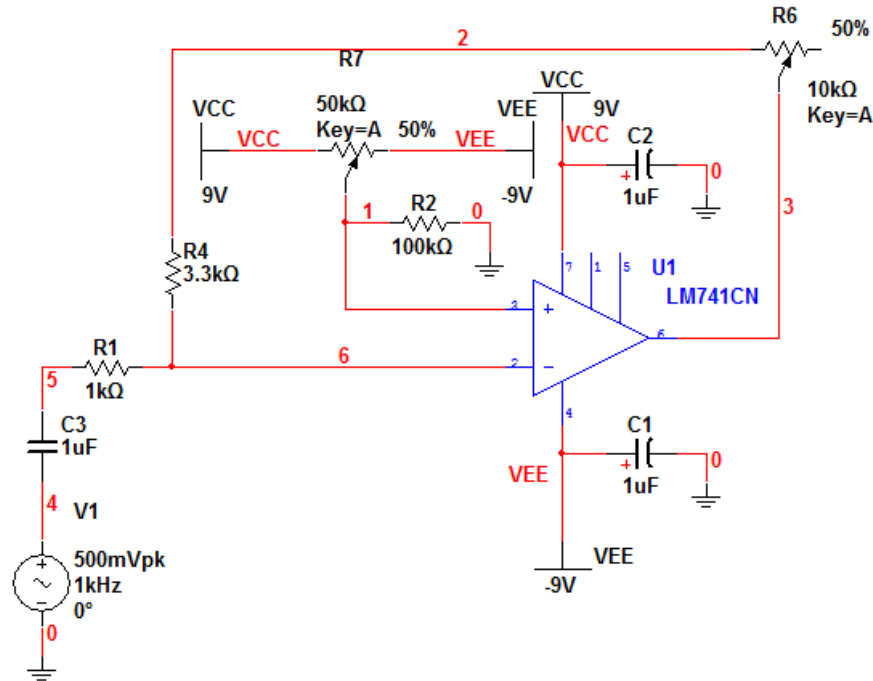 R6
50%
2
R7
10kΩ
Key=A
VCC
9V
VCC
50kΩ
Key=A
50%
VEE
-9V
VCC
VEE
VCC
9V
C2
1uF
+
0
3
1
R2
100kΩ
0
R4
3.3kΩ
7
1
5
U1
LM741CN
3
+
6
2
−
4
R1
1kΩ
6
5
C3
1uF
4
V1
+
−
500mVpk
1kHz
0°
0
VEE
C1
1uF
+
0
VEE
-9V